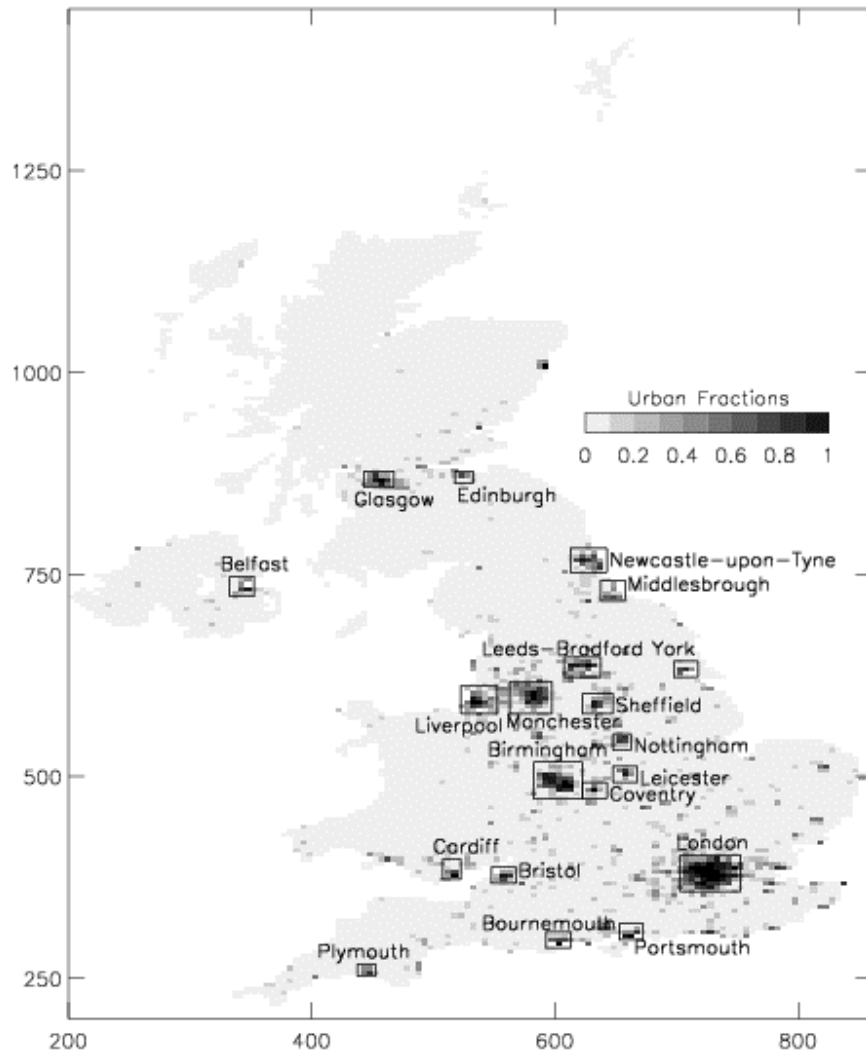 1250
1000
Urban Fractions
0 0.2 0.4 0.6 0.8 1
Glasgow
Edinburgh
Belfast
Newcastle-upon-Tyne
750
Middlesbrough
Leeds-Bradford York
Sheffield
Liverpool Manchester
Nottingham
Birmingham
500
Leicester
Coventry
London
Cardiff
Bristol
Bournemouth
Portsmouth
Plymouth
250
200 400 600 800